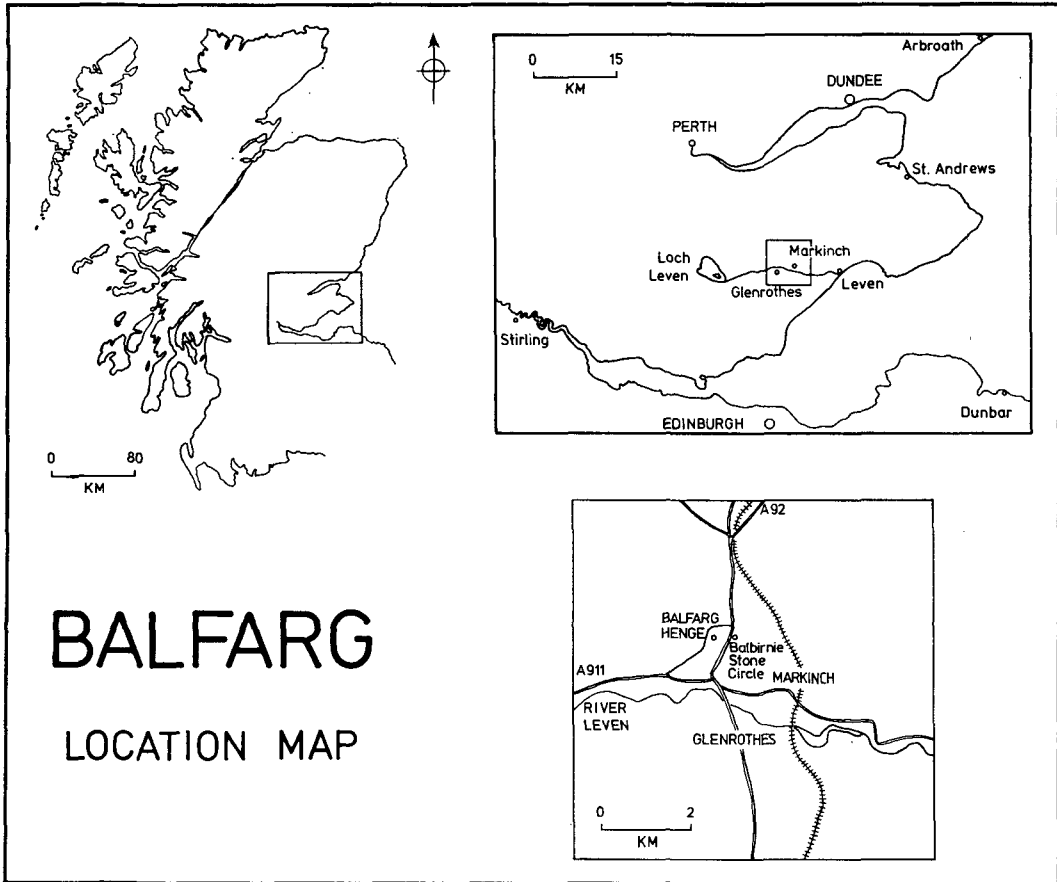 0 80
KM
BALFARG
LOCATION MAP
0 15
KM
Arbroath
DUNDEE
PERTH
St. Andrews
Loch
Leven
Markinch
Glenrothes
Leven
Stirling
EDINBURGH
Dunbar
A92
BALFARG
HENGE
Balbirnie
Stone
Circle
A911
MARKINCH
RIVER
LEVEN
GLENROTHES
0 2
KM